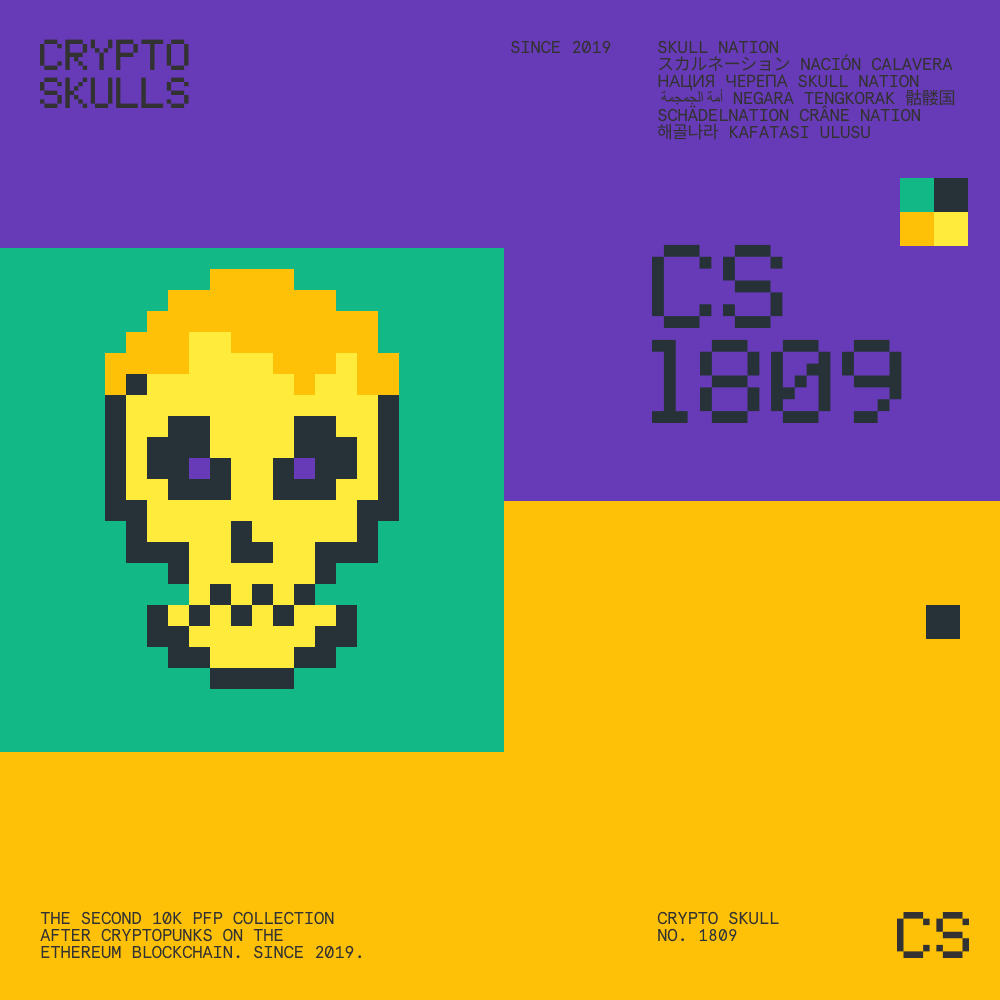 CRYPTO
SKULLS
SINCE 2019
SKULL NATION
スカルネーション NACIÓN CALAVERA
НАЦИЯ ЧЕРЕПА SKULL NATION
أمة الجمجمة NEGARA TENGKORAK 骷髅国
SCHÄDELNATION CRÂNE NATION
해골나라 KAFATASI ULUSU
CS
1809
THE SECOND 10K PFP COLLECTION
AFTER CRYPTOPUNKS ON THE
ETHEREUM BLOCKCHAIN. SINCE 2019.
CRYPTO SKULL
NO. 1809
CS